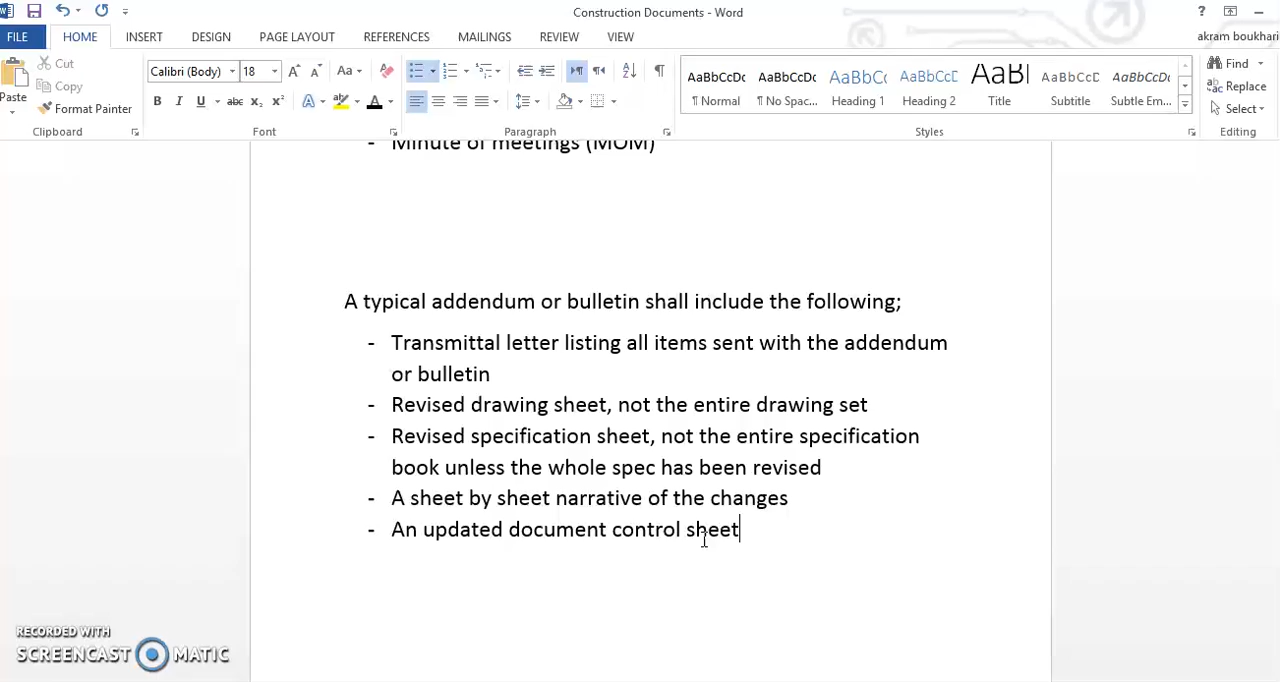 Construction Documents - Word
?
FILE HOME INSERT DESIGN PAGE LAYOUT REFERENCES MAILINGS REVIEW VIEW akram boukhari
Cut
Copy
Format Painter
Paste
Calibri (Body) 18 Aa
B I U abc x₂ x² A A
AaBbCcDc AaBbCcDc AaBbCc AaBbCcD AaBl AaBbCcD AaBbCcDc
¶ Normal ¶ No Spac... Heading 1 Heading 2 Title Subtitle Subtle Em...
Find
Replace
Select
Clipboard Font Paragraph Styles Editing
- Minute of meetings (MOM)
A typical addendum or bulletin shall include the following;
- Transmittal letter listing all items sent with the addendum
or bulletin
- Revised drawing sheet, not the entire drawing set
- Revised specification sheet, not the entire specification
book unless the whole spec has been revised
- A sheet by sheet narrative of the changes
- An updated document control sheet
RECORDED WITH
SCREENCAST MATIC